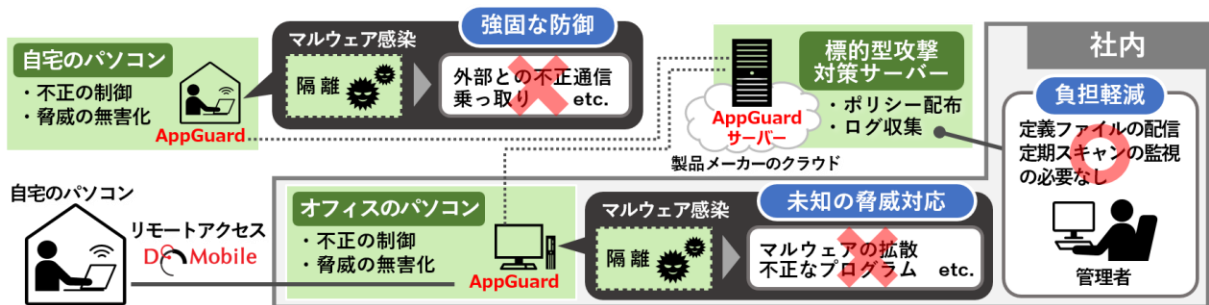 自宅のパソコン
・不正の制御
・脅威の無害化
AppGuard
マルウェア感染
強固な防御
隔離
外部との不正通信
乗っ取り etc.
標的型攻撃
対策サーバー
・ポリシー配布
・ログ収集
AppGuard
サーバー
製品メーカーのクラウド
社内
負担軽減
定義ファイルの配信
定期スキャンの監視
の必要なし
管理者
自宅のパソコン
リモートアクセス
DoMobile
オフィスのパソコン
・不正の制御
・脅威の無害化
AppGuard
マルウェア感染
未知の脅威対応
隔離
マルウェアの拡散
不正なプログラム etc.